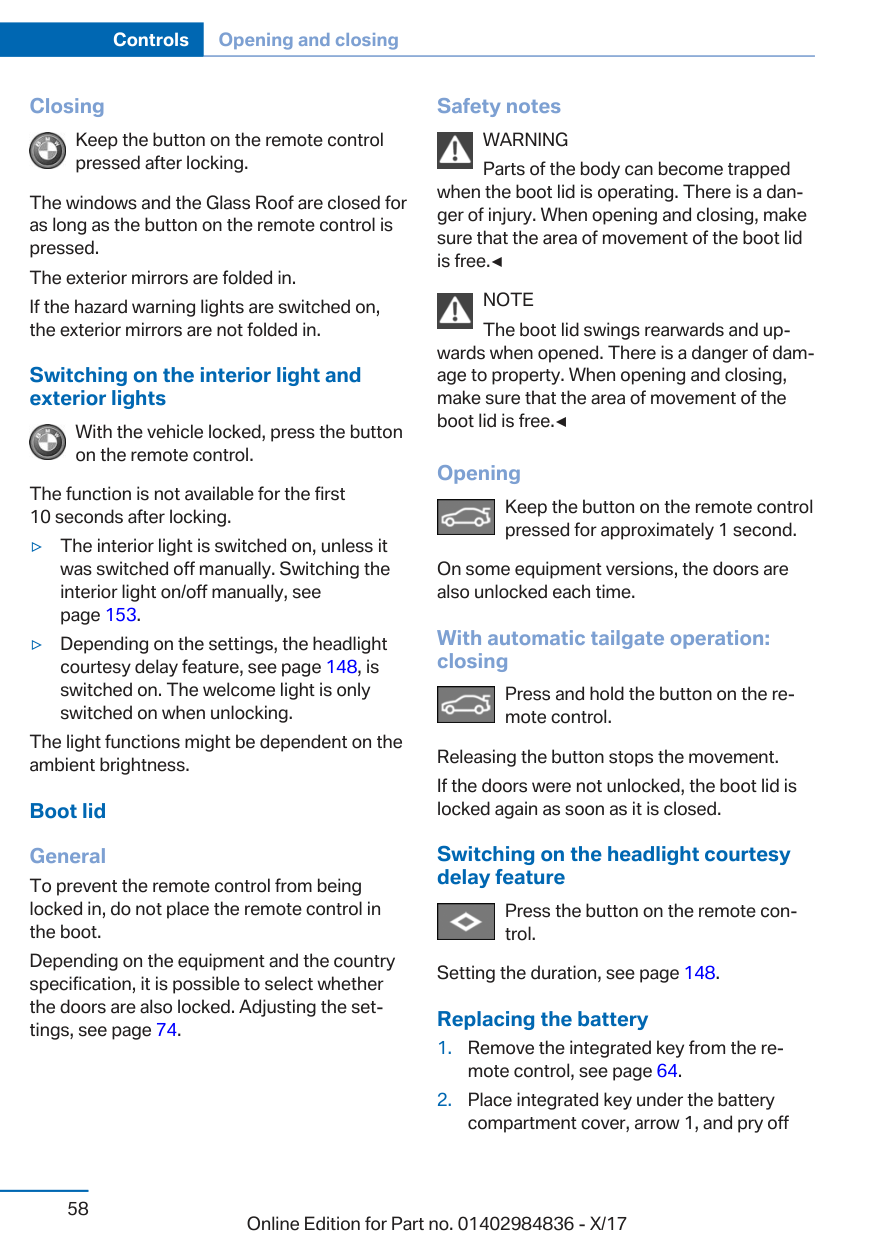 Controls Opening and closing
Closing
Keep the button on the remote control
pressed after locking.
The windows and the Glass Roof are closed for
as long as the button on the remote control is
pressed.
The exterior mirrors are folded in.
If the hazard warning lights are switched on,
the exterior mirrors are not folded in.
Switching on the interior light and
exterior lights
With the vehicle locked, press the button
on the remote control.
The function is not available for the first
10 seconds after locking.
▷ The interior light is switched on, unless it
was switched off manually. Switching the
interior light on/off manually, see
page 153.
▷ Depending on the settings, the headlight
courtesy delay feature, see page 148, is
switched on. The welcome light is only
switched on when unlocking.
The light functions might be dependent on the
ambient brightness.
Boot lid
General
To prevent the remote control from being
locked in, do not place the remote control in
the boot.
Depending on the equipment and the country
specification, it is possible to select whether
the doors are also locked. Adjusting the set-
tings, see page 74.
Safety notes
WARNING
Parts of the body can become trapped
when the boot lid is operating. There is a dan-
ger of injury. When opening and closing, make
sure that the area of movement of the boot lid
is free.◄
NOTE
The boot lid swings rearwards and up-
wards when opened. There is a danger of dam-
age to property. When opening and closing,
make sure that the area of movement of the
boot lid is free.◄
Opening
Keep the button on the remote control
pressed for approximately 1 second.
On some equipment versions, the doors are
also unlocked each time.
With automatic tailgate operation:
closing
Press and hold the button on the re-
mote control.
Releasing the button stops the movement.
If the doors were not unlocked, the boot lid is
locked again as soon as it is closed.
Switching on the headlight courtesy
delay feature
Press the button on the remote con-
trol.
Setting the duration, see page 148.
Replacing the battery
1. Remove the integrated key from the re-
mote control, see page 64.
2. Place integrated key under the battery
compartment cover, arrow 1, and pry off
58
Online Edition for Part no. 01402984836 - X/17